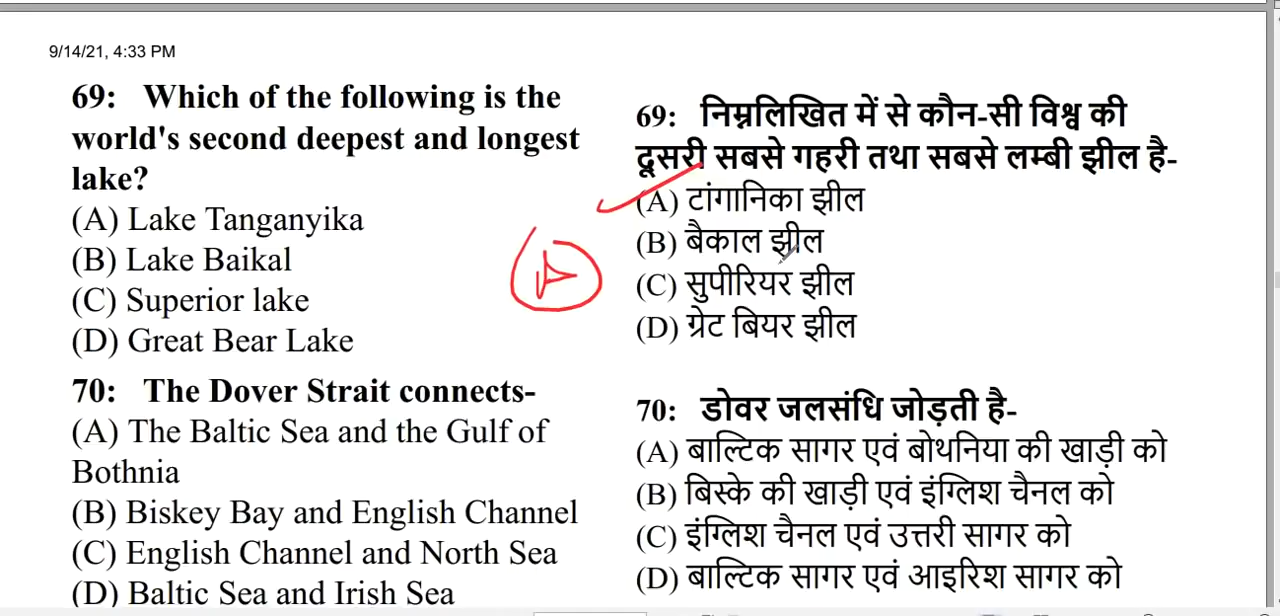 9/14/21, 4:33 PM
69: Which of the following is the
world's second deepest and longest
lake?
(A) Lake Tanganyika
(B) Lake Baikal
(C) Superior lake
(D) Great Bear Lake
70: The Dover Strait connects-
(A) The Baltic Sea and the Gulf of
Bothnia
(B) Biskey Bay and English Channel
(C) English Channel and North Sea
(D) Baltic Sea and Irish Sea
69: निम्नलिखित में से कौन-सी विश्व की
दूसरी सबसे गहरी तथा सबसे लम्बी झील है-
(A) टांगानिका झील
(B) बैकाल झील
(C) सुपीरियर झील
(D) ग्रेट बियर झील
A
70: डोवर जलसंधि जोड़ती है-
(A) बाल्टिक सागर एवं बोथनिया की खाड़ी को
(B) बिस्के की खाड़ी एवं इंग्लिश चैनल को
(C) इंग्लिश चैनल एवं उत्तरी सागर को
(D) बाल्टिक सागर एवं आइरिश सागर को